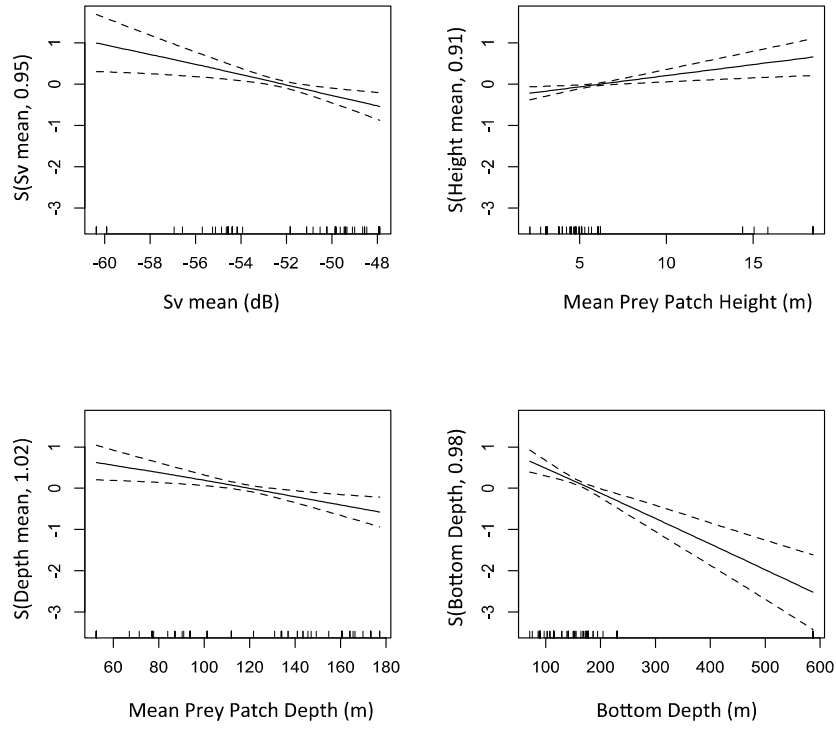 S(Sv mean, 0.95)
1
0
-1
-2
-3
-60 -58 -56 -54 -52 -50 -48
Sv mean (dB)
S(Height mean, 0.91)
1
0
-1
-2
-3
5 10 15
Mean Prey Patch Height (m)
S(Depth mean, 1.02)
1
0
-1
-2
-3
60 80 100 120 140 160 180
Mean Prey Patch Depth (m)
S(Bottom Depth, 0.98)
1
0
-1
-2
-3
100 200 300 400 500 600
Bottom Depth (m)